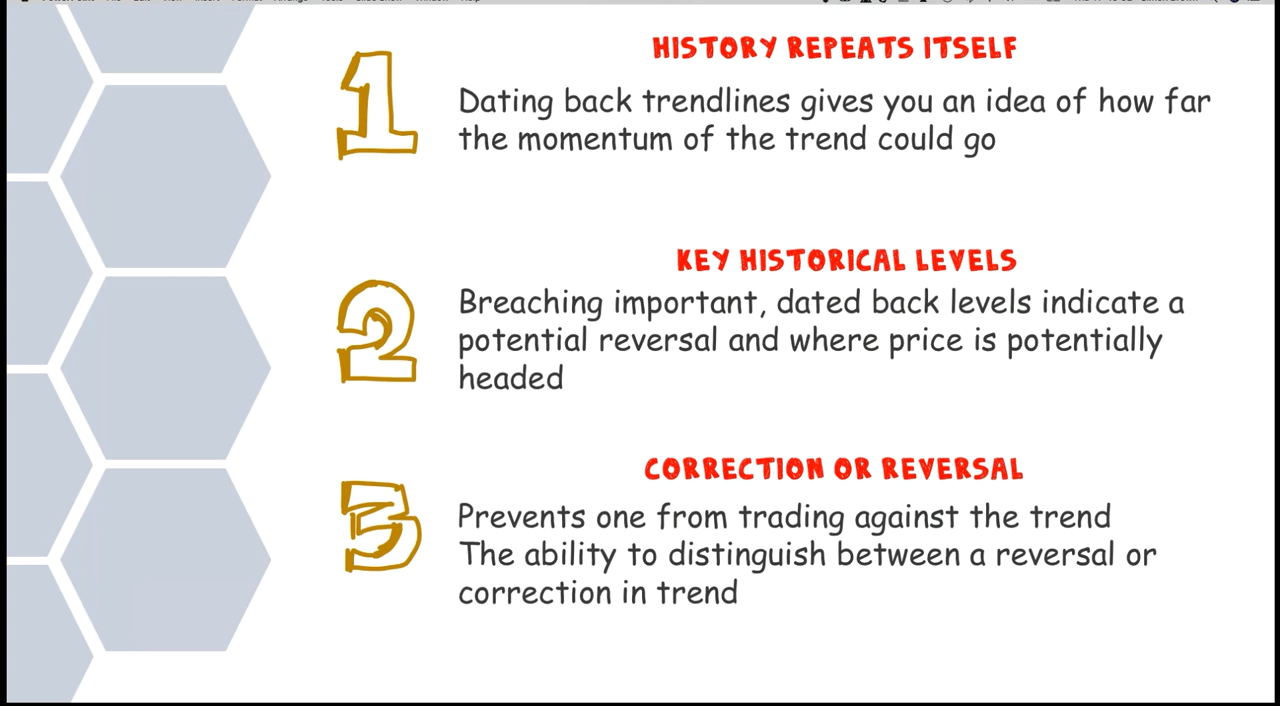 1
HISTORY REPEATS ITSELF
Dating back trendlines gives you an idea of how far
the momentum of the trend could go
2
KEY HISTORICAL LEVELS
Breaching important, dated back levels indicate a
potential reversal and where price is potentially
headed
3
CORRECTION OR REVERSAL
Prevents one from trading against the trend
The ability to distinguish between a reversal or
correction in trend